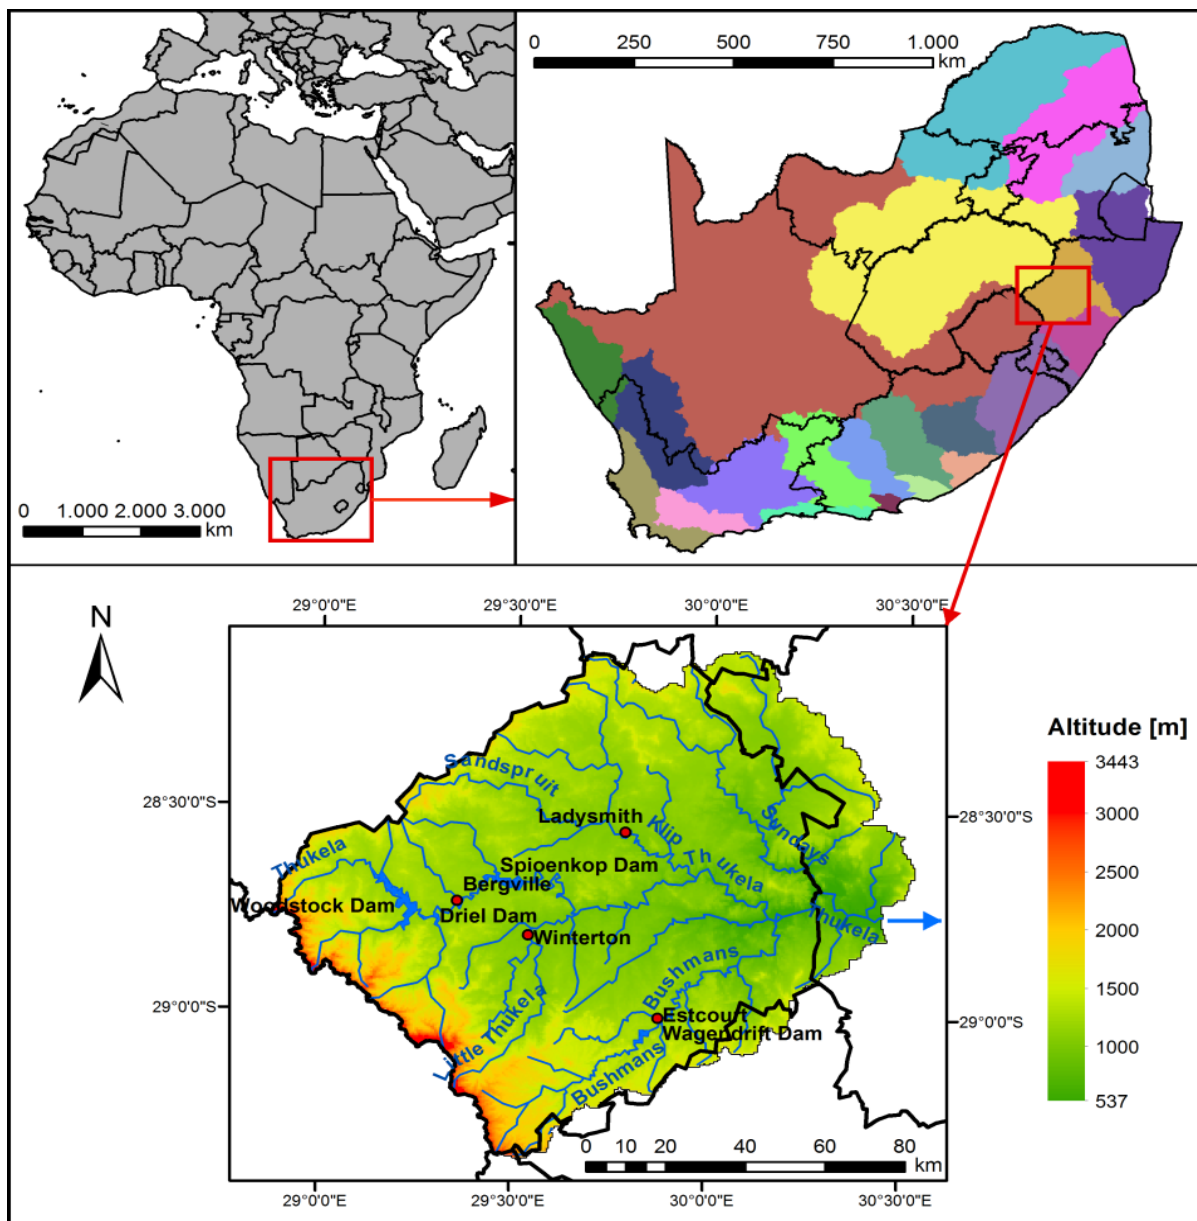 0 250 500 750 1.000
km
0 1.000 2.000 3.000
km
N
29°0'0"E 29°30'0"E 30°0'0"E 30°30'0"E
Altitude [m]
3443
3000
2500
2000
1500
1000
537
28°30'0"S
28°30'0"S
29°0'0"S
29°0'0"S
Sandspruit
Ladysmith
Klip
Sundays
Thukela
Spioenkop Dam
Thukela
Bergville
Woodstock Dam
Driel Dam
Thukela
Winterton
Bushmans
Little Thukela
Estcourt
Wagendrift Dam
Bushmans
0 10 20 40 60 80
km
29°0'0"E 29°30'0"E 30°0'0"E 30°30'0"E